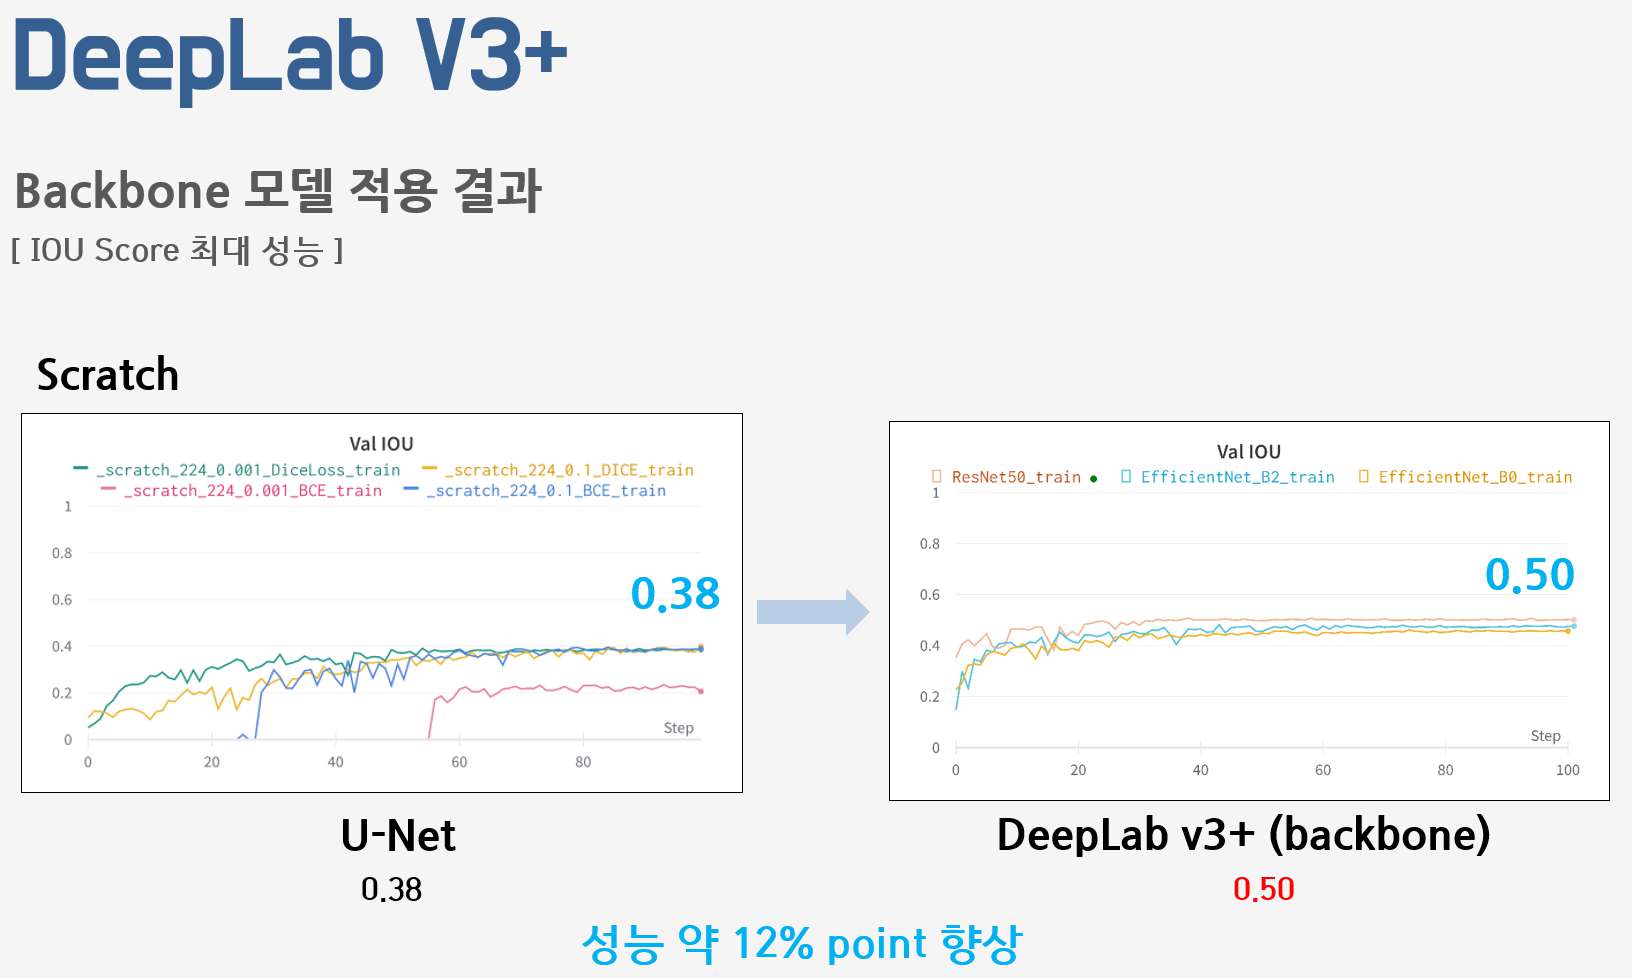 DeepLab V3+
Backbone 모델 적용 결과
[ IOU Score 최대 성능 ]
Scratch
Val IOU
_scratch_224_0.001_DiceLoss_train _scratch_224_0.1_DICE_train
_scratch_224_0.001_BCE_train _scratch_224_0.1_BCE_train
1
0.8
0.6
0.4
0.2
0
0 20 40 60 80
Step
0.38
U-Net
0.38
Val IOU
ResNet50_train EfficientNet_B2_train EfficientNet_B0_train
1
0.8
0.6
0.4
0.2
0
0 20 40 60 80 100
Step
0.50
DeepLab v3+ (backbone)
0.50
성능 약 12% point 향상